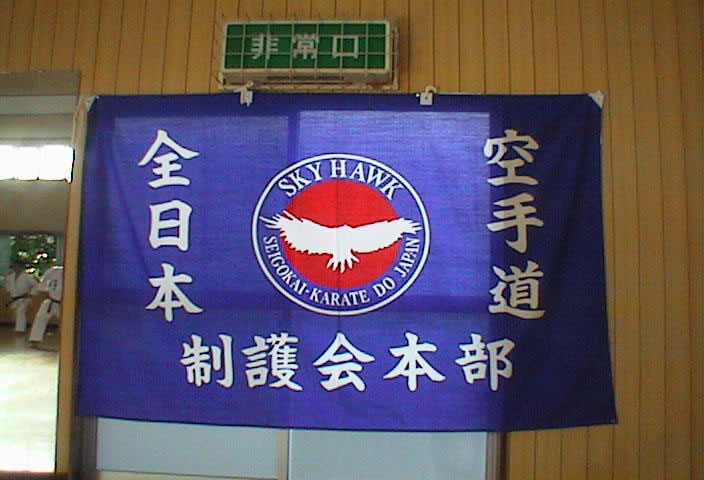 非常口
全日本
空手道
SKY HAWK
SEIGOKAI-KARATE DO JAPAN
制護会本部